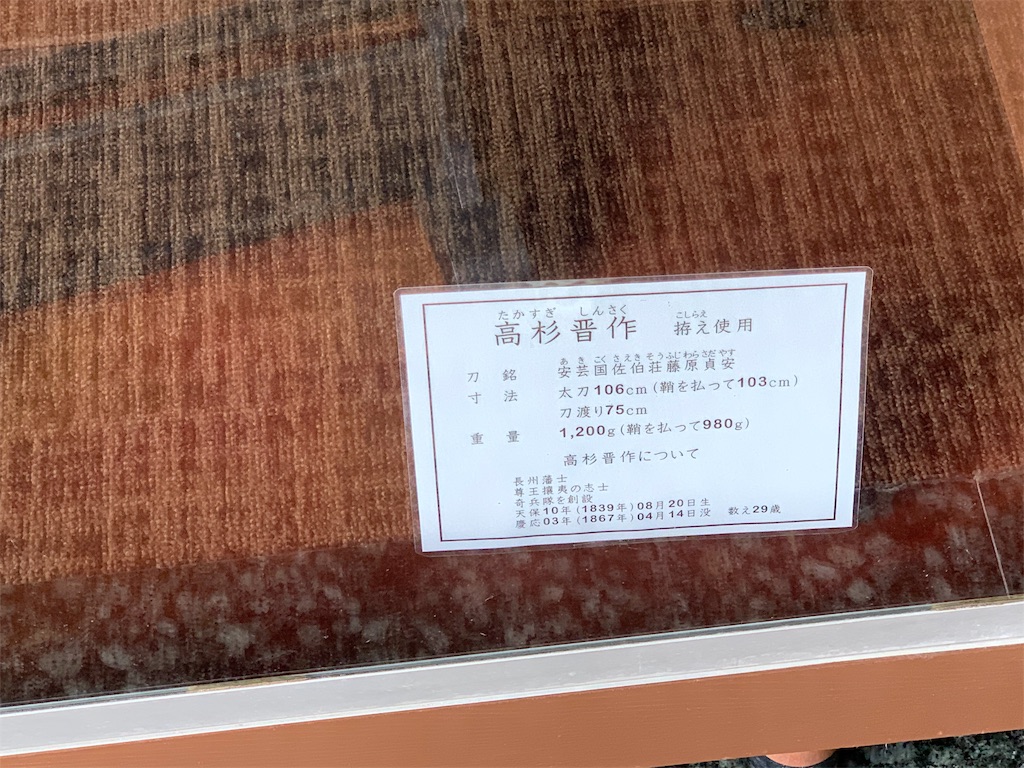 たかすぎ しんさく こしらえ
高杉晋作 拵え使用
あ き こく さえき そう ふじわら さだ やす
刀 銘 安芸国佐伯荘藤原貞安
寸 法 太刀106cm(鞘を払って103cm)
刀渡り75cm
重 量 1,200g(鞘を払って980g)
高杉晋作について
長州藩士
尊王攘夷の志士
奇兵隊を創設
天保10年(1839年)08月20日生
慶応03年(1867年)04月14日没 数え29歳